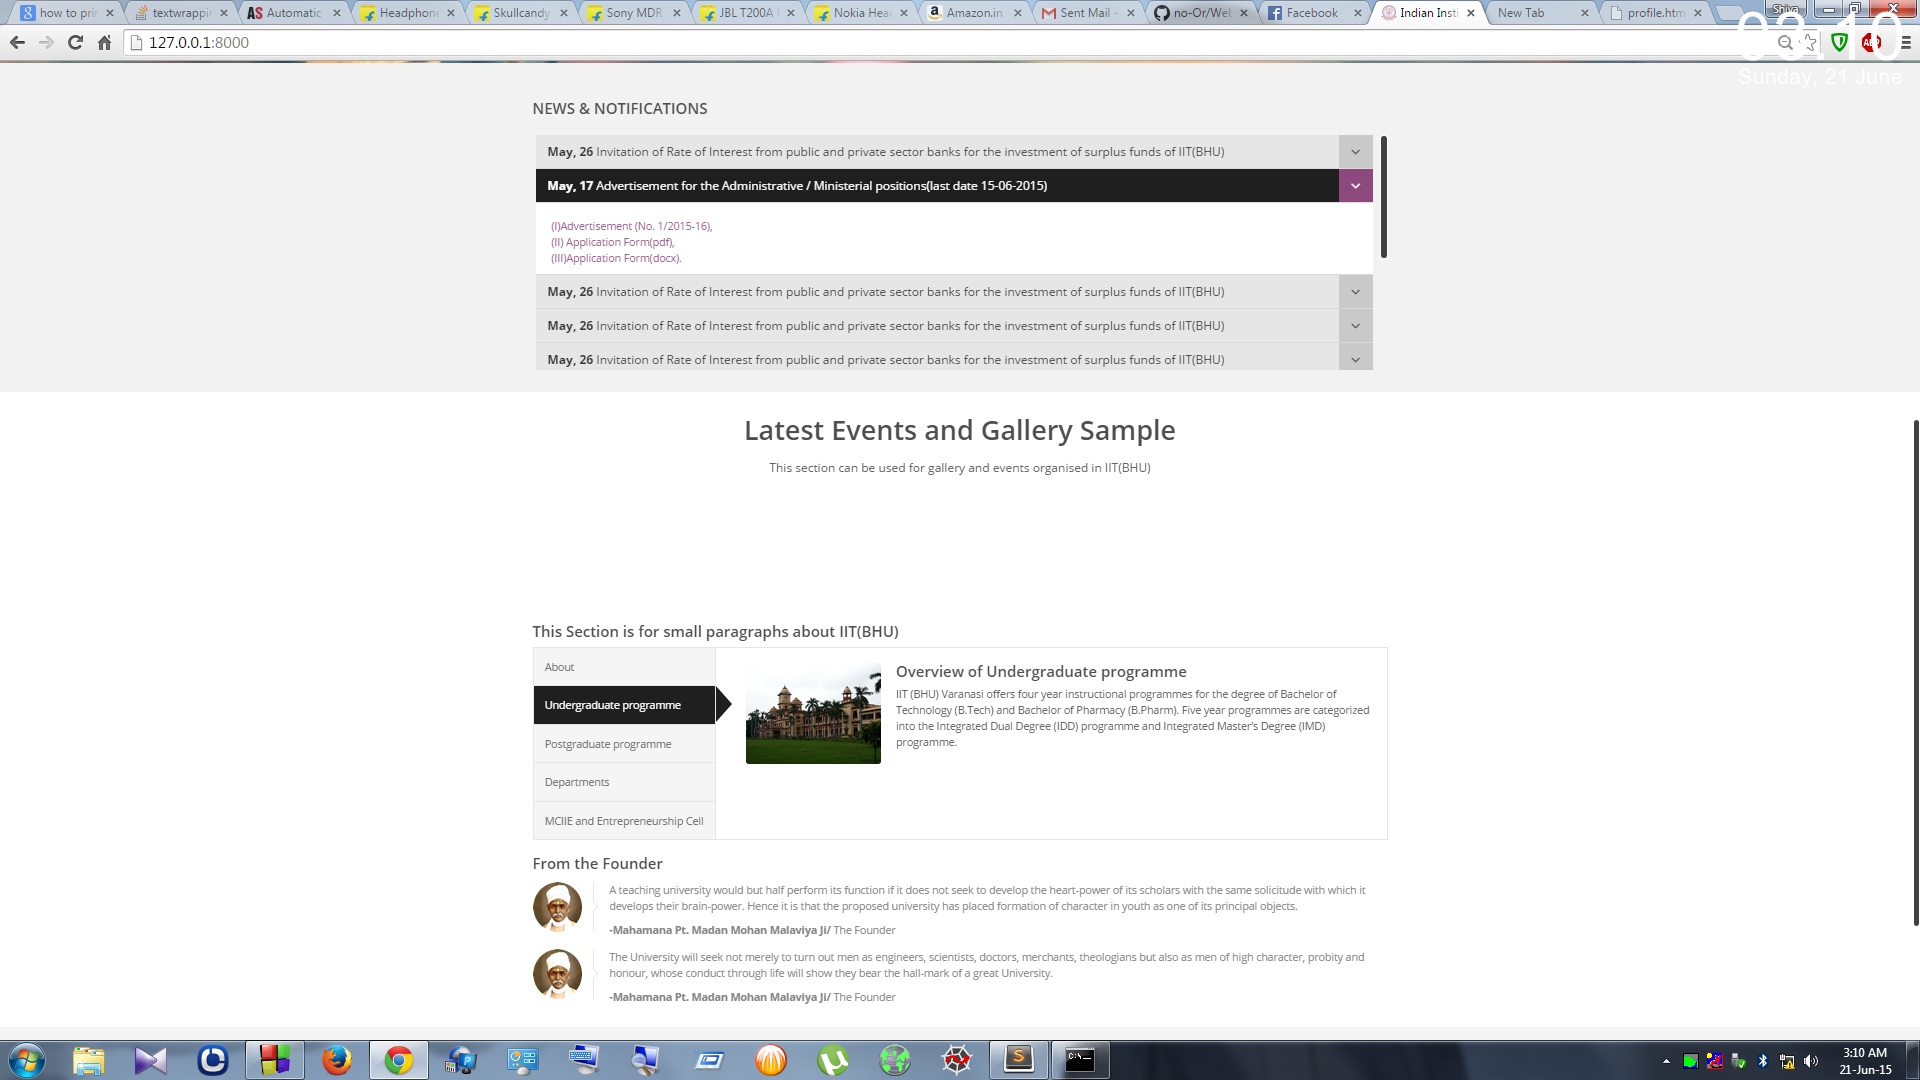 how to prin
textwrappi
Automatic
Headphon
Skullcandy
Sony MDR-
JBL T200A
Nokia Hea
Amazon.in
Sent Mail -
no-Or/Web
Facebook
Indian Insti
New Tab
profile.htm
Shiva
127.0.0.1:8000
ABP
03:10
Sunday, 21 June
NEWS & NOTIFICATIONS
May, 26 Invitation of Rate of Interest from public and private sector banks for the investment of surplus funds of IIT(BHU)
May, 17 Advertisement for the Administrative / Ministerial positions(last date 15-06-2015)
(I)Advertisement (No. 1/2015-16),
(II) Application Form(pdf),
(III)Application Form(docx).
May, 26 Invitation of Rate of Interest from public and private sector banks for the investment of surplus funds of IIT(BHU)
May, 26 Invitation of Rate of Interest from public and private sector banks for the investment of surplus funds of IIT(BHU)
May, 26 Invitation of Rate of Interest from public and private sector banks for the investment of surplus funds of IIT(BHU)
Latest Events and Gallery Sample
This section can be used for gallery and events organised in IIT(BHU)
This Section is for small paragraphs about IIT(BHU)
About
Undergraduate programme
Postgraduate programme
Departments
MCIIE and Entrepreneurship Cell
Overview of Undergraduate programme
IIT (BHU) Varanasi offers four year instructional programmes for the degree of Bachelor of
Technology (B.Tech) and Bachelor of Pharmacy (B.Pharm). Five year programmes are categorized
into the Integrated Dual Degree (IDD) programme and Integrated Master's Degree (IMD)
programme.
From the Founder
A teaching university would but half perform its function if it does not seek to develop the heart-power of its scholars with the same solicitude with which it
develops their brain-power. Hence it is that the proposed university has placed formation of character in youth as one of its principal objects.
-Mahamana Pt. Madan Mohan Malaviya Ji/ The Founder
The University will seek not merely to turn out men as engineers, scientists, doctors, merchants, theologians but also as men of high character, probity and
honour, whose conduct through life will show they bear the hall-mark of a great University.
-Mahamana Pt. Madan Mohan Malaviya Ji/ The Founder
3:10 AM
21-Jun-15